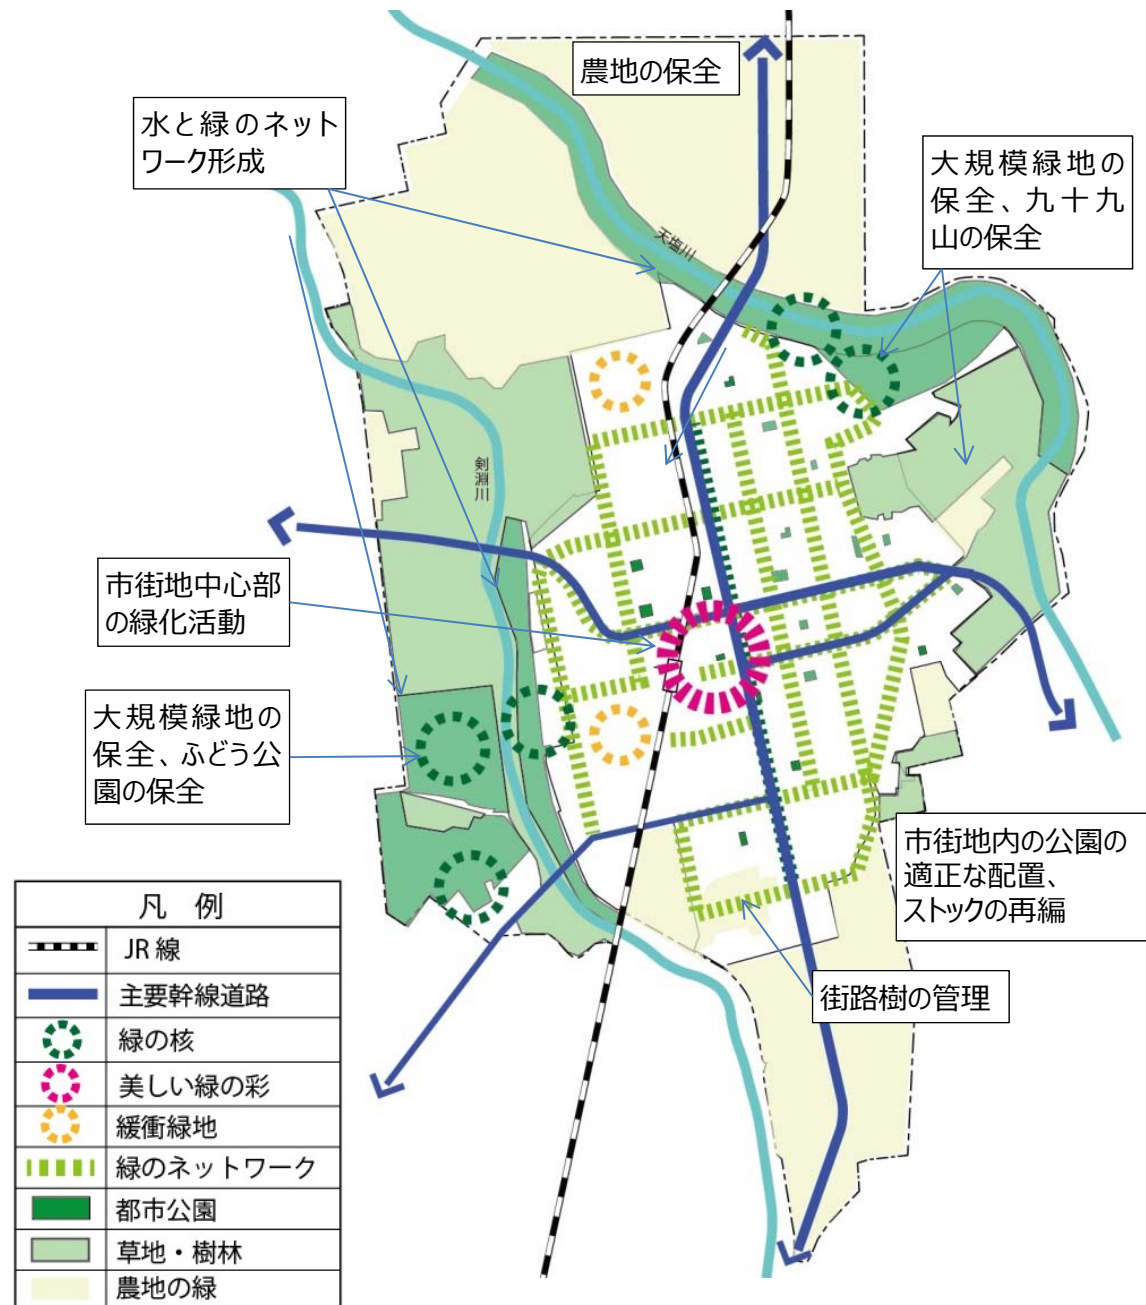 農地の保全
水と緑のネット
ワーク形成
大規模緑地の
保全、九十九
山の保全
天塩川
剣淵川
市街地中心部
の緑化活動
大規模緑地の
保全、ふどう公
園の保全
市街地内の公園の
適正な配置、
ストックの再編
街路樹の管理
凡 例
JR 線
主要幹線道路
緑の核
美しい緑の彩
緩衝緑地
緑のネットワーク
都市公園
草地・樹林
農地の緑